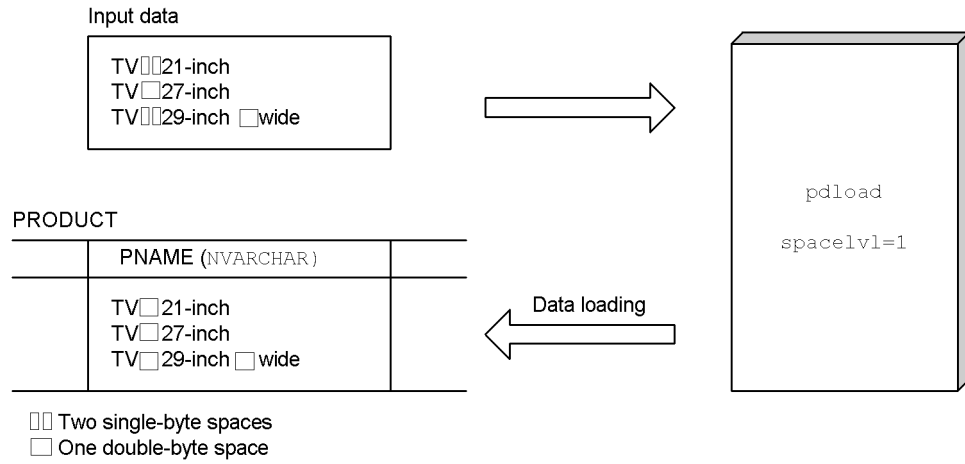 Input data
TV▯▯21-inch
TV□27-inch
TV▯▯29-inch □wide
pdload
spacelvl=1
PRODUCT
PNAME (NVARCHAR)
TV□21-inch
TV□27-inch
TV□29-inch □wide
Data loading
▯▯ Two single-byte spaces
□ One double-byte space